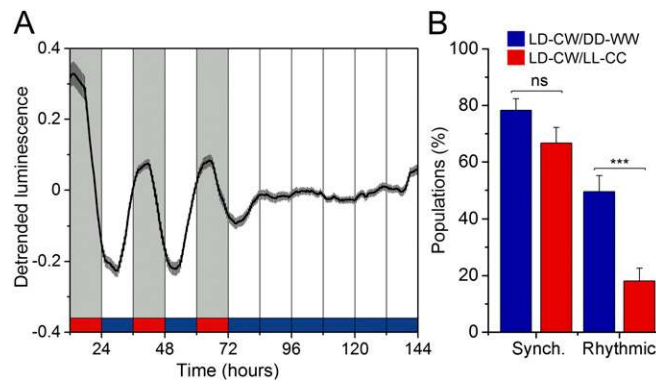 A
0.4
0.2
0
-0.2
-0.4
Detrended luminescence
24
48
72
96
120
144
Time (hours)
B
LD-CW/DD-WW
LD-CW/LL-CC
100
80
60
40
20
0
Populations (%)
ns
***
Synch.
Rhythmic